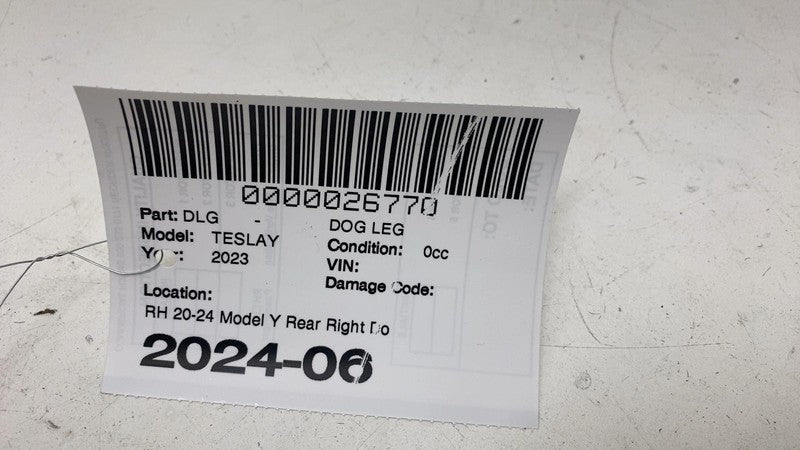 0000026770
Part: DLG - DOG LEG
Model: TESLAY Condition: 0cc
Year: 2023 VIN:
Damage Code:
Location:
RH 20-24 Model Y Rear Right Do
2024-06